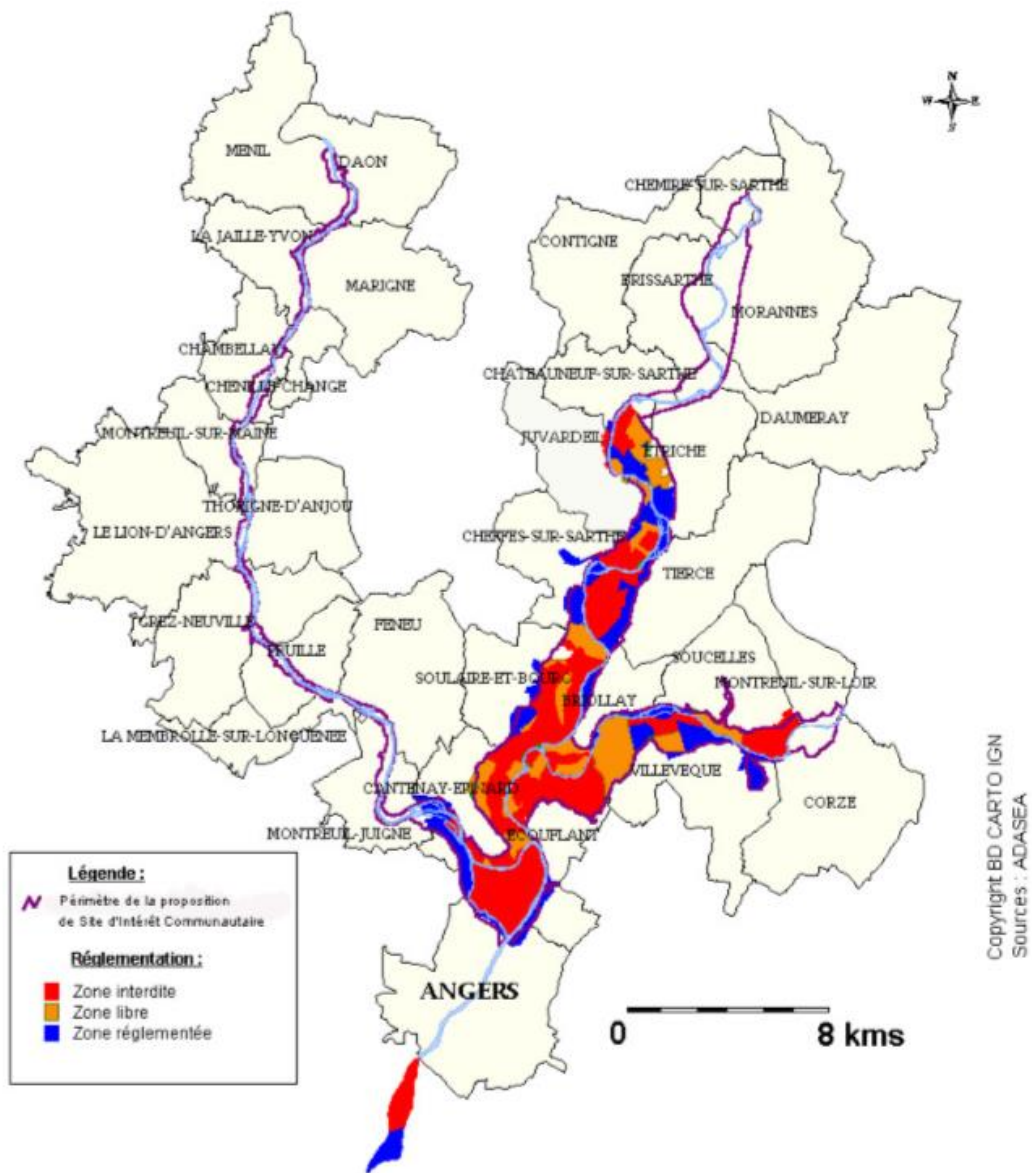 N
W E
S
MENIL
DAON
CHEMIRE-SUR-SARTHE
LA JAILLE-YVON
CONTIGNE
MARIGNE
BRISSARTHE
MORANNES
CHAMBELLAY
CHENILLE-CHANGE
CHATEAUNEUF-SUR-SARTHE
MONTREUIL-SUR-MAINE
JUVARDEIL
ETRICHE
DAUMERAY
THORIGNE-D'ANJOU
LE LION-D'ANGERS
CHEFFES-SUR-SARTHE
TIERCE
GREZ-NEUVILLE
FENEU
PRUILLE
SOUCELLES
SOULAIRE-ET-BOURG
MONTREUIL-SUR-LOIR
BRIOLLAY
LA MEMBROLLE-SUR-LONGUENEE
VILLEVEQUE
CANTENAY-EPINARD
CORZE
MONTREUIL-JUIGNE
ECOUFLANT
ANGERS
Légende :
Périmètre de la proposition
de Site d'Intérêt Communautaire
Réglementation :
Zone interdite
Zone libre
Zone réglementée
0 8 kms
Copyright BD CARTO IGN
Sources : ADASEA